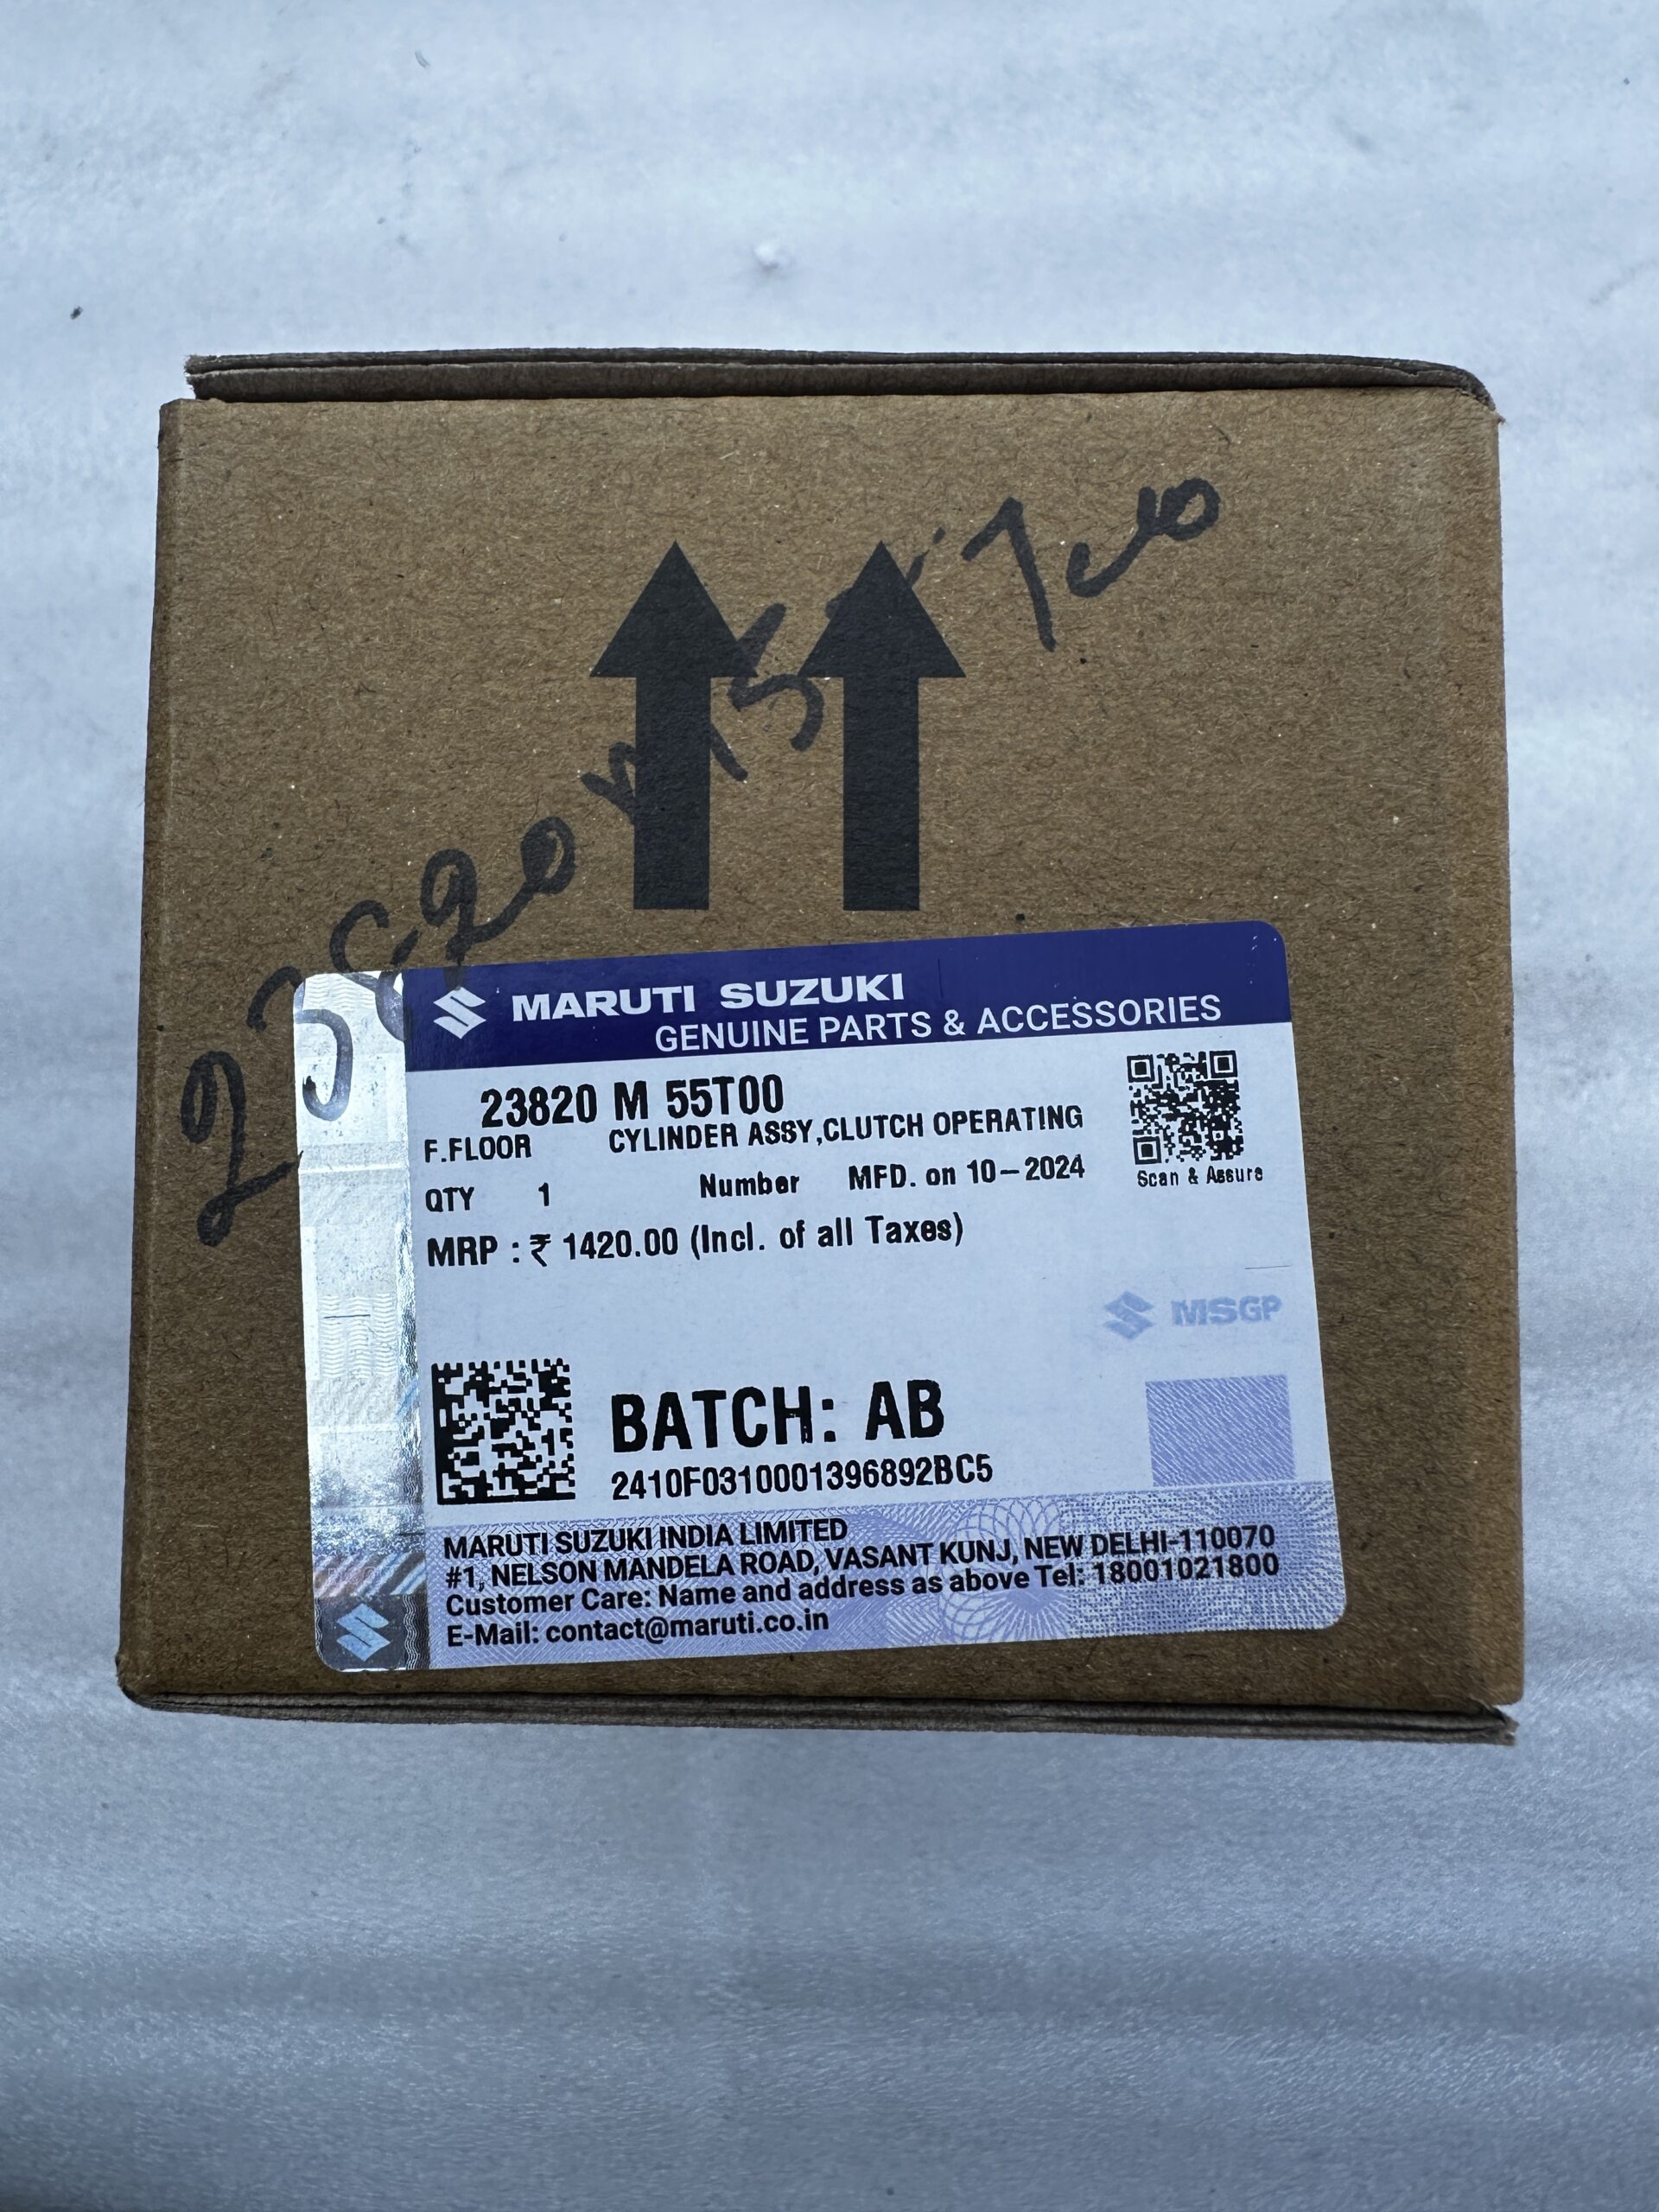 23820M55T00
MARUTI SUZUKI
GENUINE PARTS & ACCESSORIES
23820 M 55T00
F.FLOOR CYLINDER ASSY,CLUTCH OPERATING
QTY 1 Number MFD. on 10-2024
Scan & Assure
MRP : ₹ 1420.00 (Incl. of all Taxes)
MSGP
BATCH: AB
2410F0310001396892BC5
MARUTI SUZUKI INDIA LIMITED
#1, NELSON MANDELA ROAD, VASANT KUNJ, NEW DELHI-110070
Customer Care: Name and address as above Tel: 18001021800
E-Mail: contact@maruti.co.in